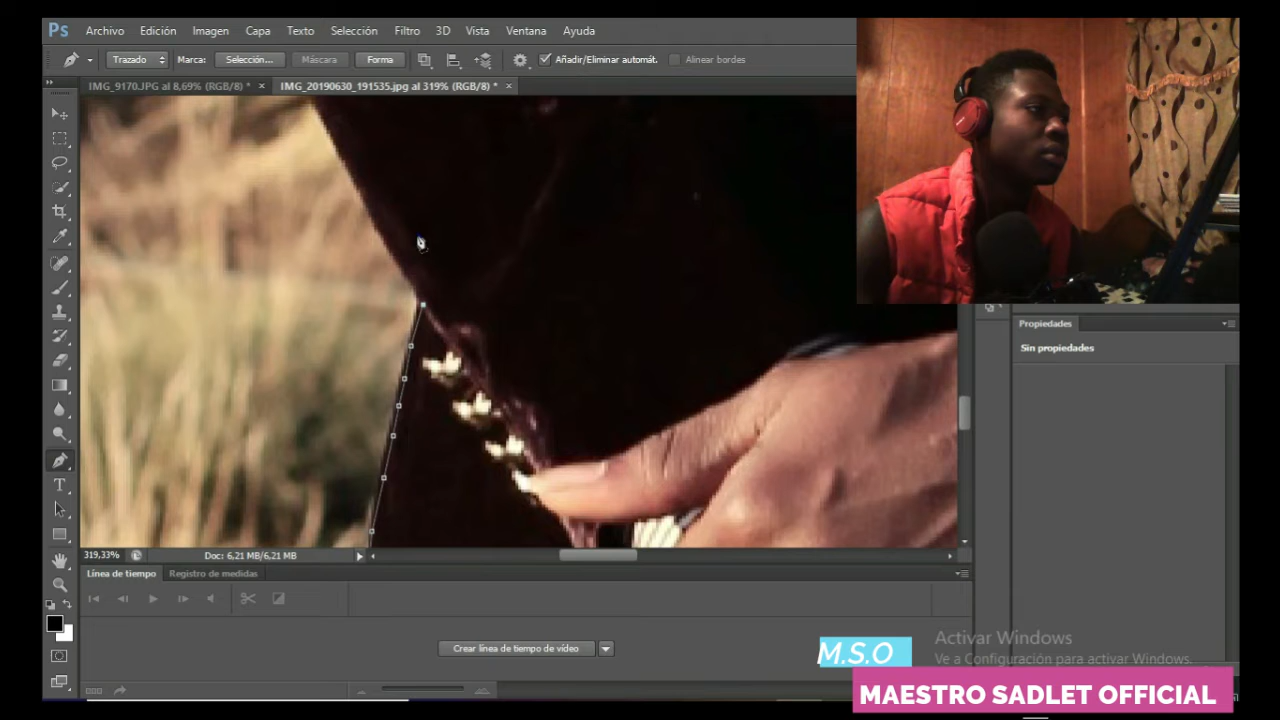 Ps Archivo Edición Imagen Capa Texto Selección Filtro 3D Vista Ventana Ayuda
Trazado Marca: Selección... Máscara Forma Añadir/Eliminar automát. Alinear bordes
IMG_9170.JPG al 8,69% (RGB/8) * × IMG_20190630_191535.jpg al 319% (RGB/8) * ×
Propiedades
Sin propiedades
319,33% Doc: 6,21 MB/6,21 MB
Línea de tiempo Registro de medidas
Crear línea de tiempo de vídeo
M.S.O
Activar Windows
Ve a Configuración para activar Windows.
MAESTRO SADLET OFFICIAL